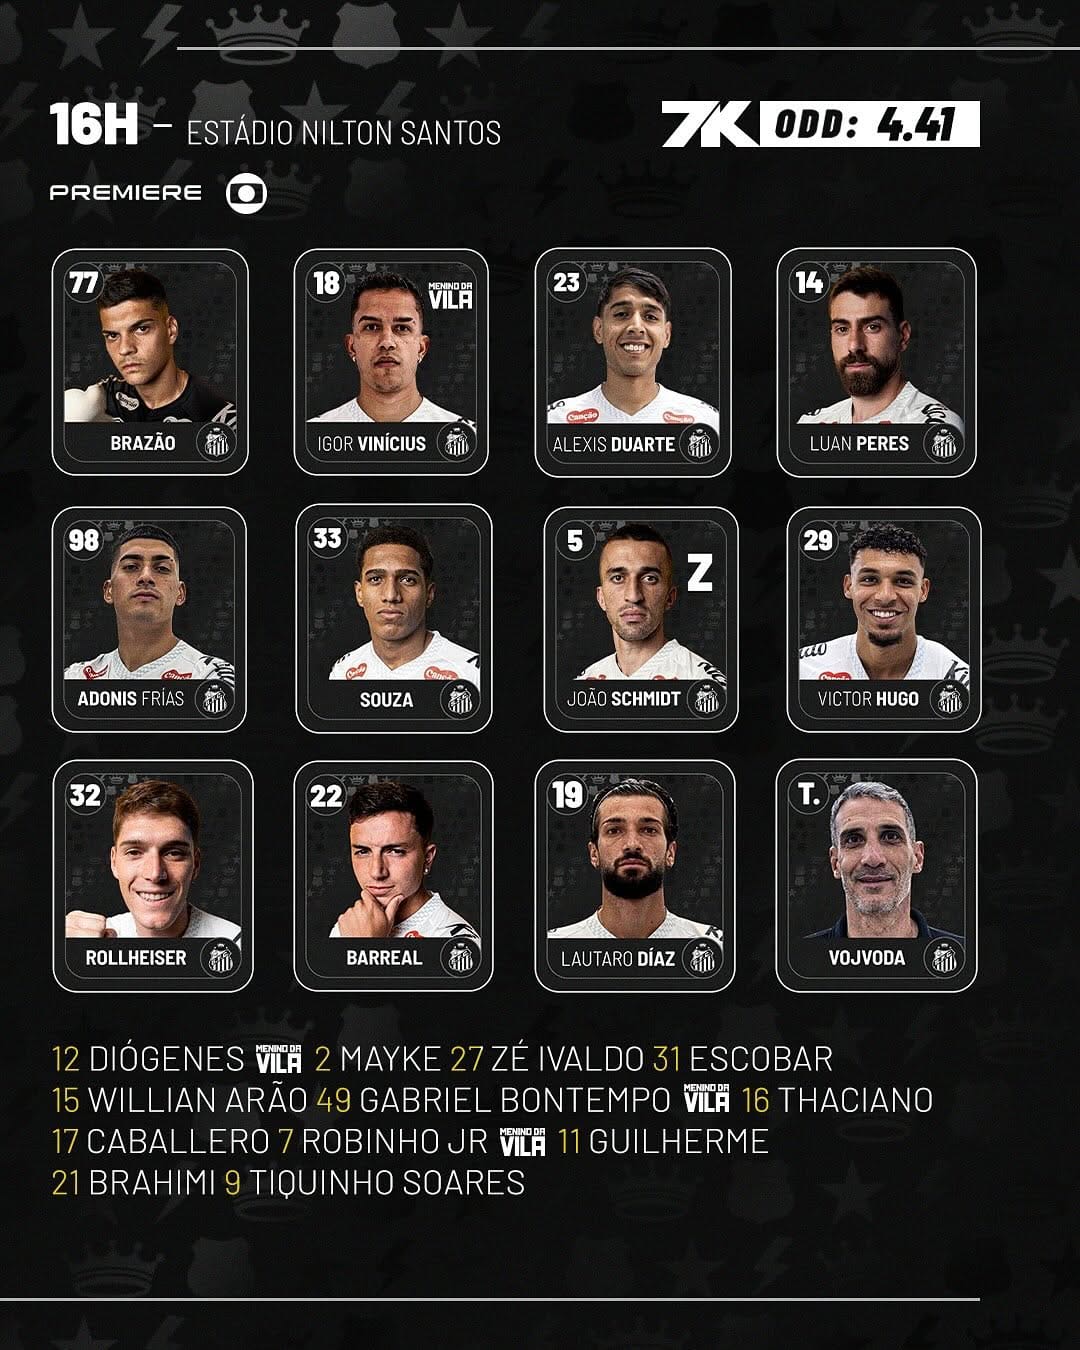 16H – ESTÁDIO NILTON SANTOS
7K ODD: 4.41
PREMIERE
77
BRAZÃO
18
MENINO DA
VILA
IGOR VINÍCIUS
23
Canção
Canção
ALEXIS DUARTE
14
LUAN PERES
98
ADONIS FRÍAS
33
SOUZA
5
Z
JOÃO SCHMIDT
29
VICTOR HUGO
32
ROLLHEISER
22
BARREAL
19
LAUTARO DÍAZ
T.
VOJVODA
12 DIÓGENES MENINO DA VILA 2 MAYKE 27 ZÉ IVALDO 31 ESCOBAR
15 WILLIAN ARÃO 49 GABRIEL BONTEMPO MENINO DA VILA 16 THACIANO
17 CABALLERO 7 ROBINHO JR MENINO DA VILA 11 GUILHERME
21 BRAHIMI 9 TIQUINHO SOARES